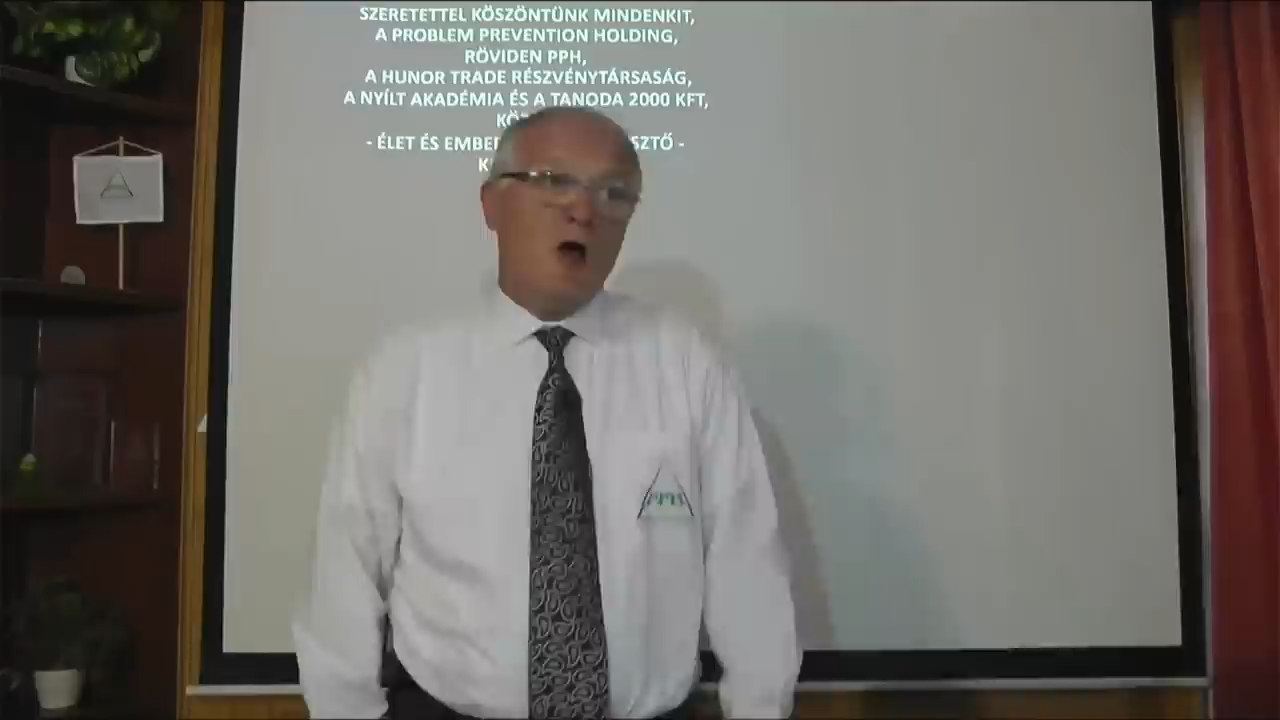 SZERETETTEL KÖSZÖNTÜNK MINDENKIT,
A PROBLEM PREVENTION HOLDING,
RÖVIDEN PPH,
A HUNOR TRADE RÉSZVÉNYTÁRSASÁG,
A NYÍLT AKADÉMIA ÉS A TANODA 2000 KFT,
- ÉLET ÉS
PPH